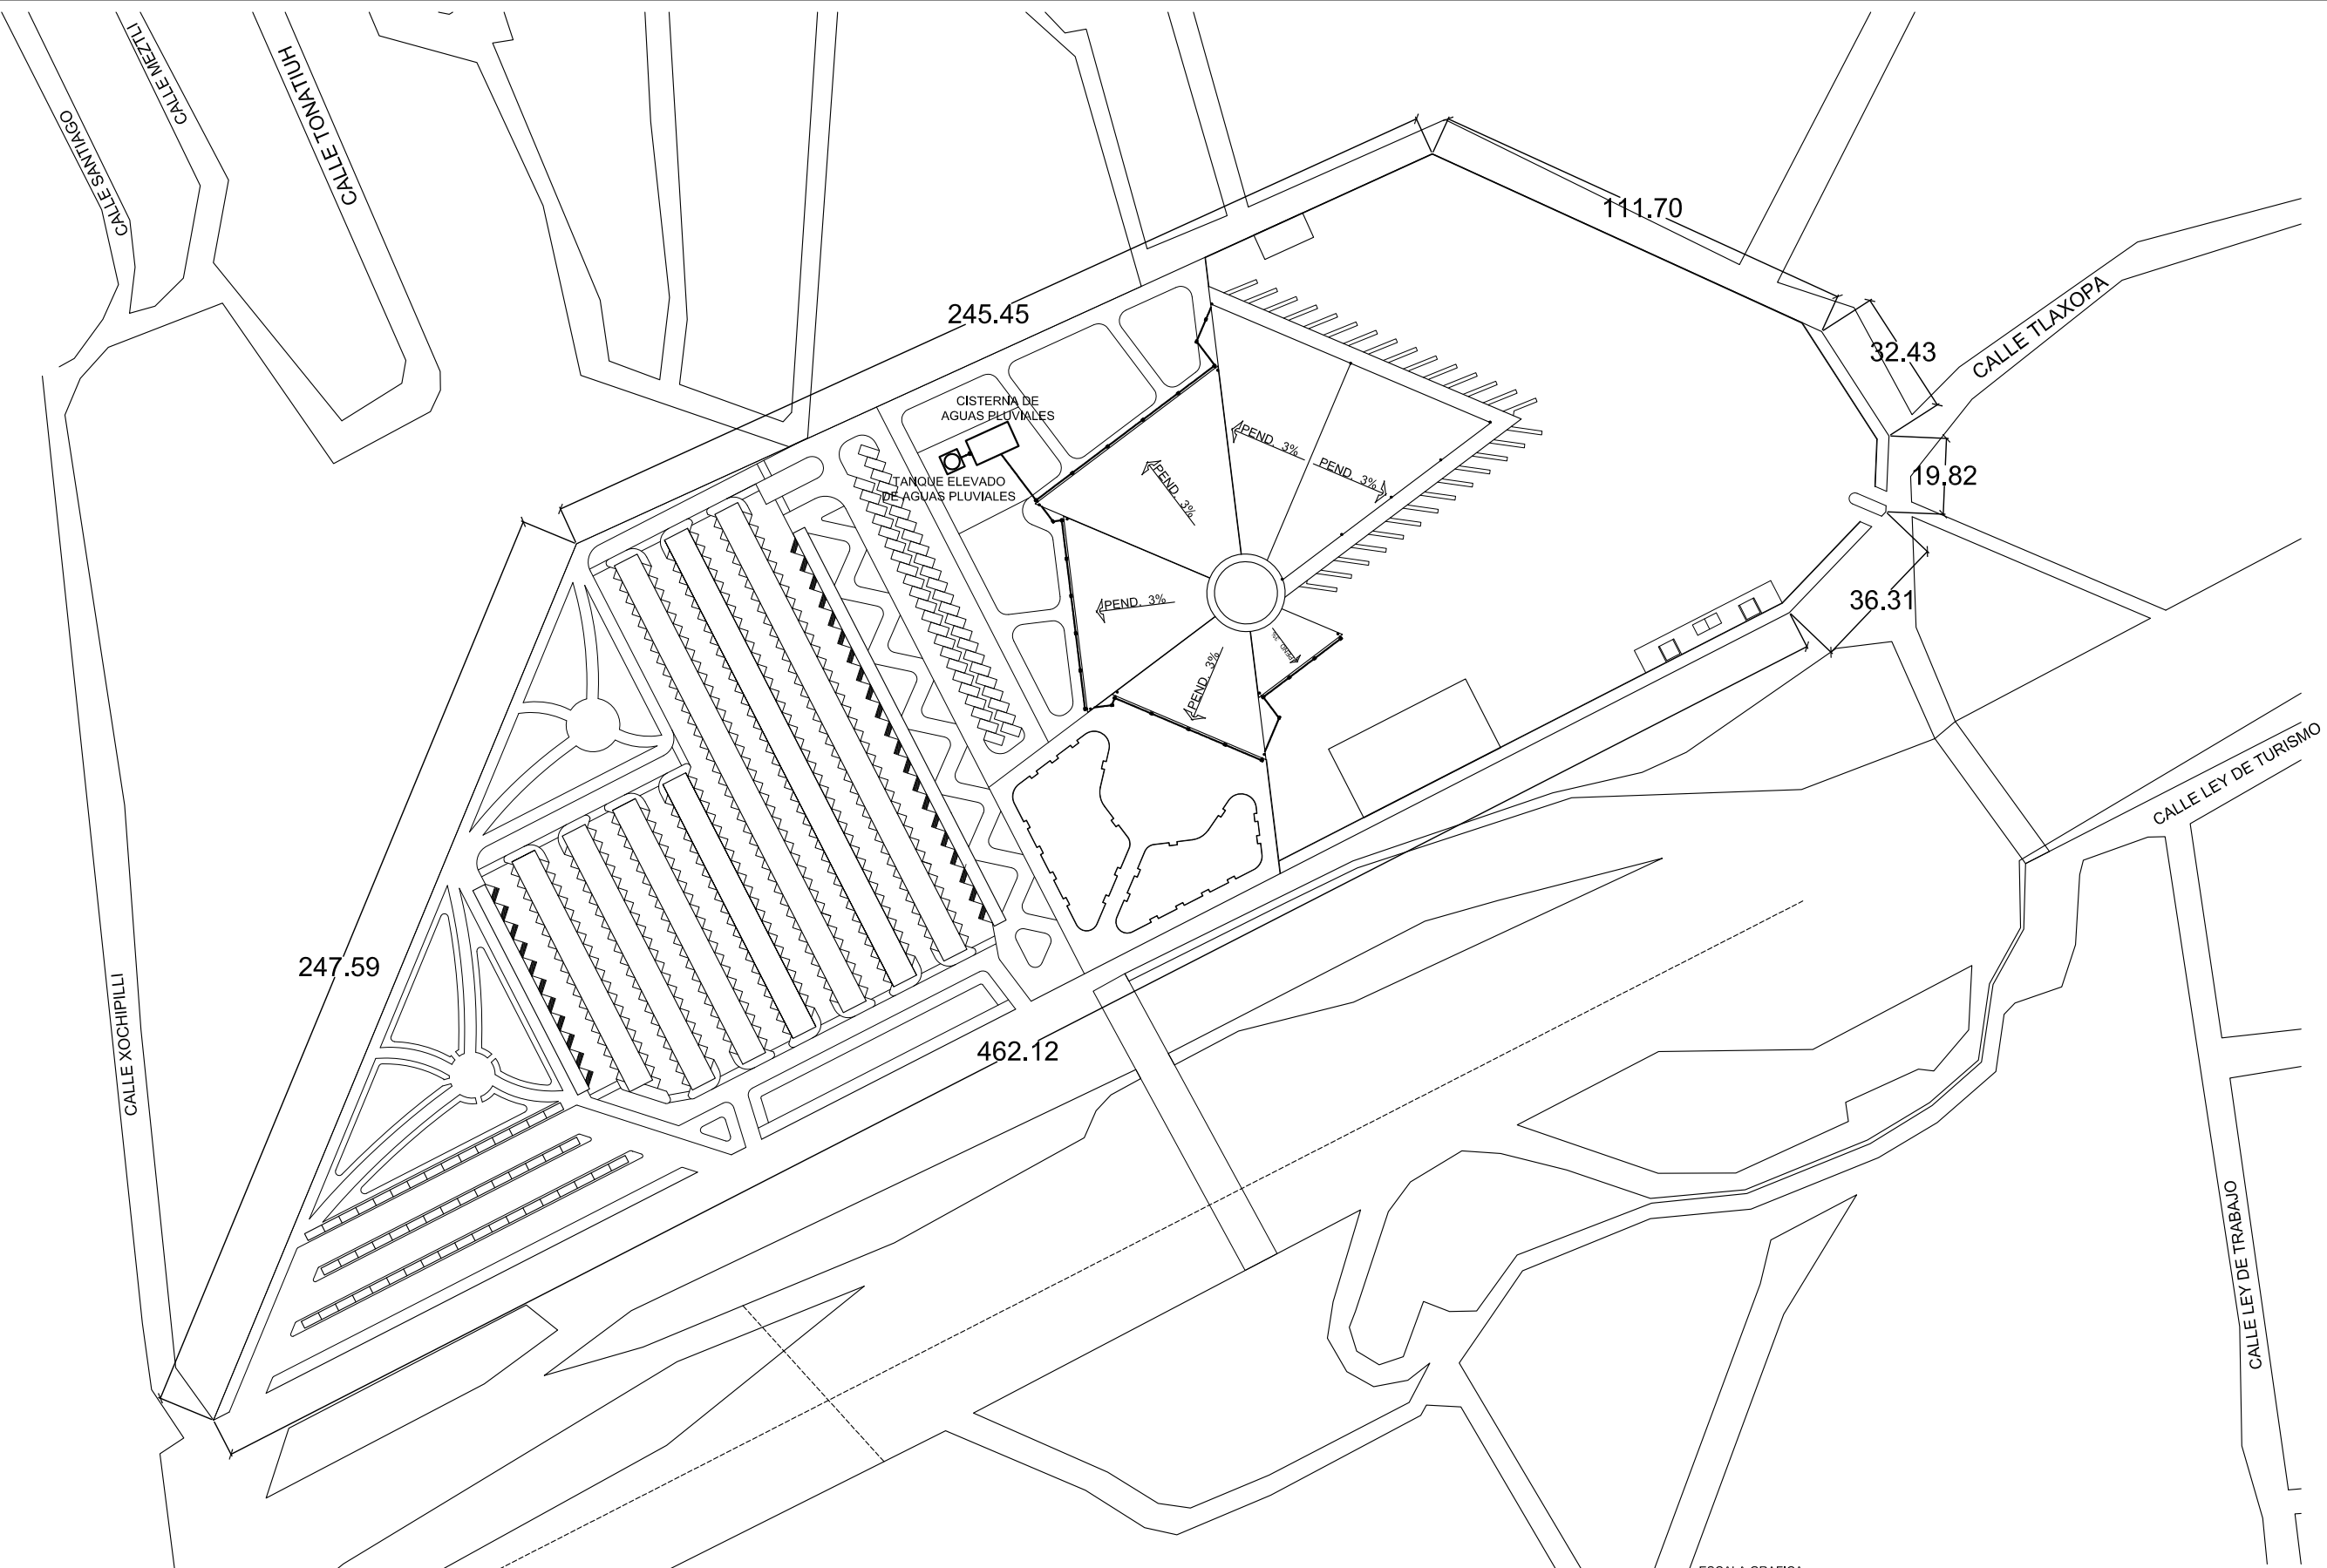 CALLE SANTIAGO
CALLE MEZTLI
CALLE TONATIUH
111.70
245.45
32.43
CALLE TLAXOPA
CISTERNA DE
AGUAS PLUVIALES
TANQUE ELEVADO
DE AGUAS PLUVIALES
PEND. 3%
PEND. 3%
PEND. 3%
19.82
PEND. 3%
36.31
PEND. 3%
CALLE LEY DE TURISMO
247.59
CALLE XOCHIPILLI
462.12
CALLE LEY DE TRABAJO